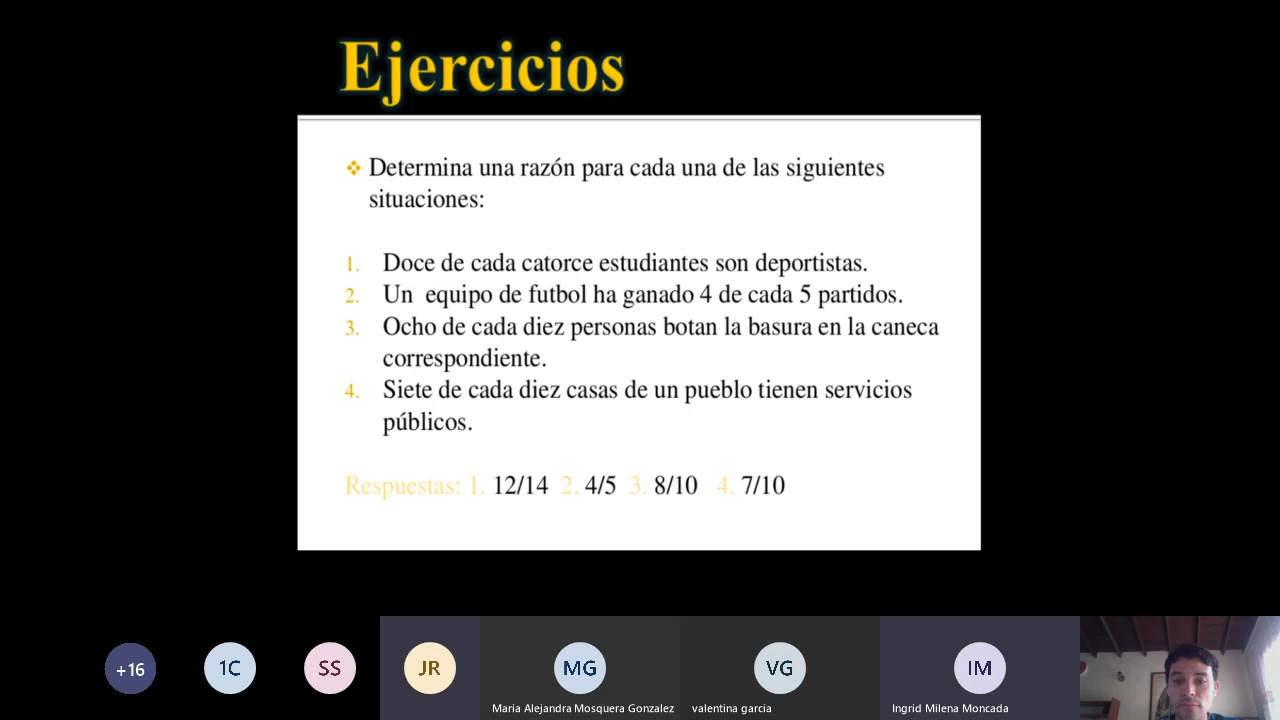 Ejercicios
❖ Determina una razón para cada una de las siguientes
situaciones:
1. Doce de cada catorce estudiantes son deportistas.
2. Un equipo de futbol ha ganado 4 de cada 5 partidos.
3. Ocho de cada diez personas botan la basura en la caneca
correspondiente.
4. Siete de cada diez casas de un pueblo tienen servicios
públicos.
Respuestas: 1. 12/14 2. 4/5 3. 8/10 4. 7/10
+16 1C SS JR MG VG IM
Maria Alejandra Mosquera Gonzalez valentina garcia Ingrid Milena Moncada